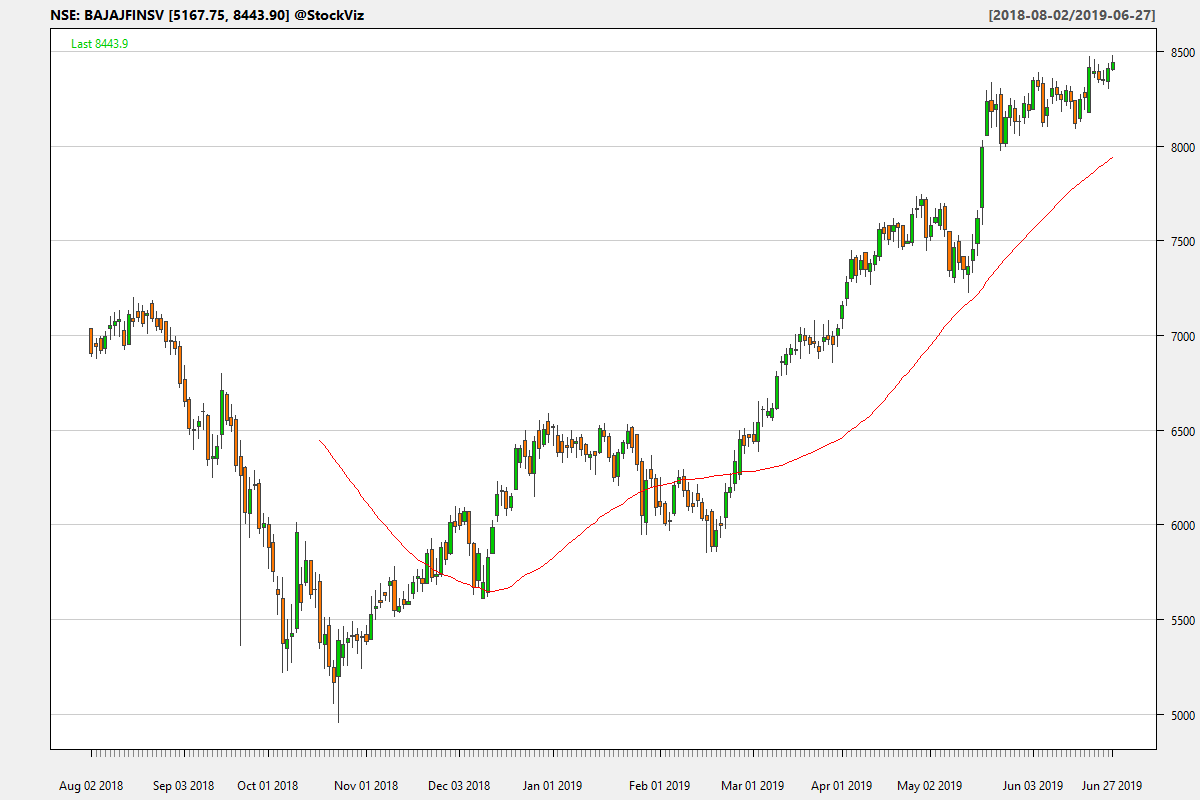 NSE: BAJAJFINSV [5167.75, 8443.90] @StockViz [2018-08-02/2019-06-27]
Last 8443.9
8500
8000
7500
7000
6500
6000
5500
5000
Aug 02 2018 Sep 03 2018 Oct 01 2018 Nov 01 2018 Dec 03 2018 Jan 01 2019 Feb 01 2019 Mar 01 2019 Apr 01 2019 May 02 2019 Jun 03 2019 Jun 27 2019